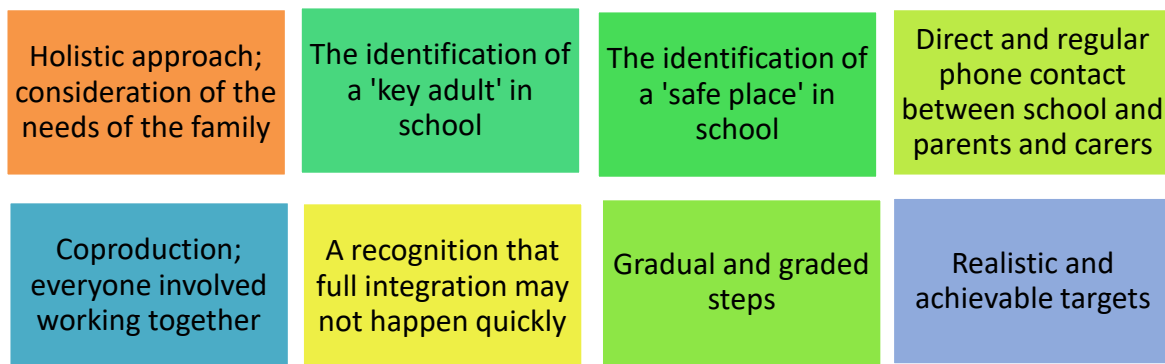 Holistic approach;
consideration of the
needs of the family
The identification of
a 'key adult' in
school
The identification of
a 'safe place' in
school
Direct and regular
phone contact
between school and
parents and carers
Coproduction;
everyone involved
working together
A recognition that
full integration may
not happen quickly
Gradual and graded
steps
Realistic and
achievable targets